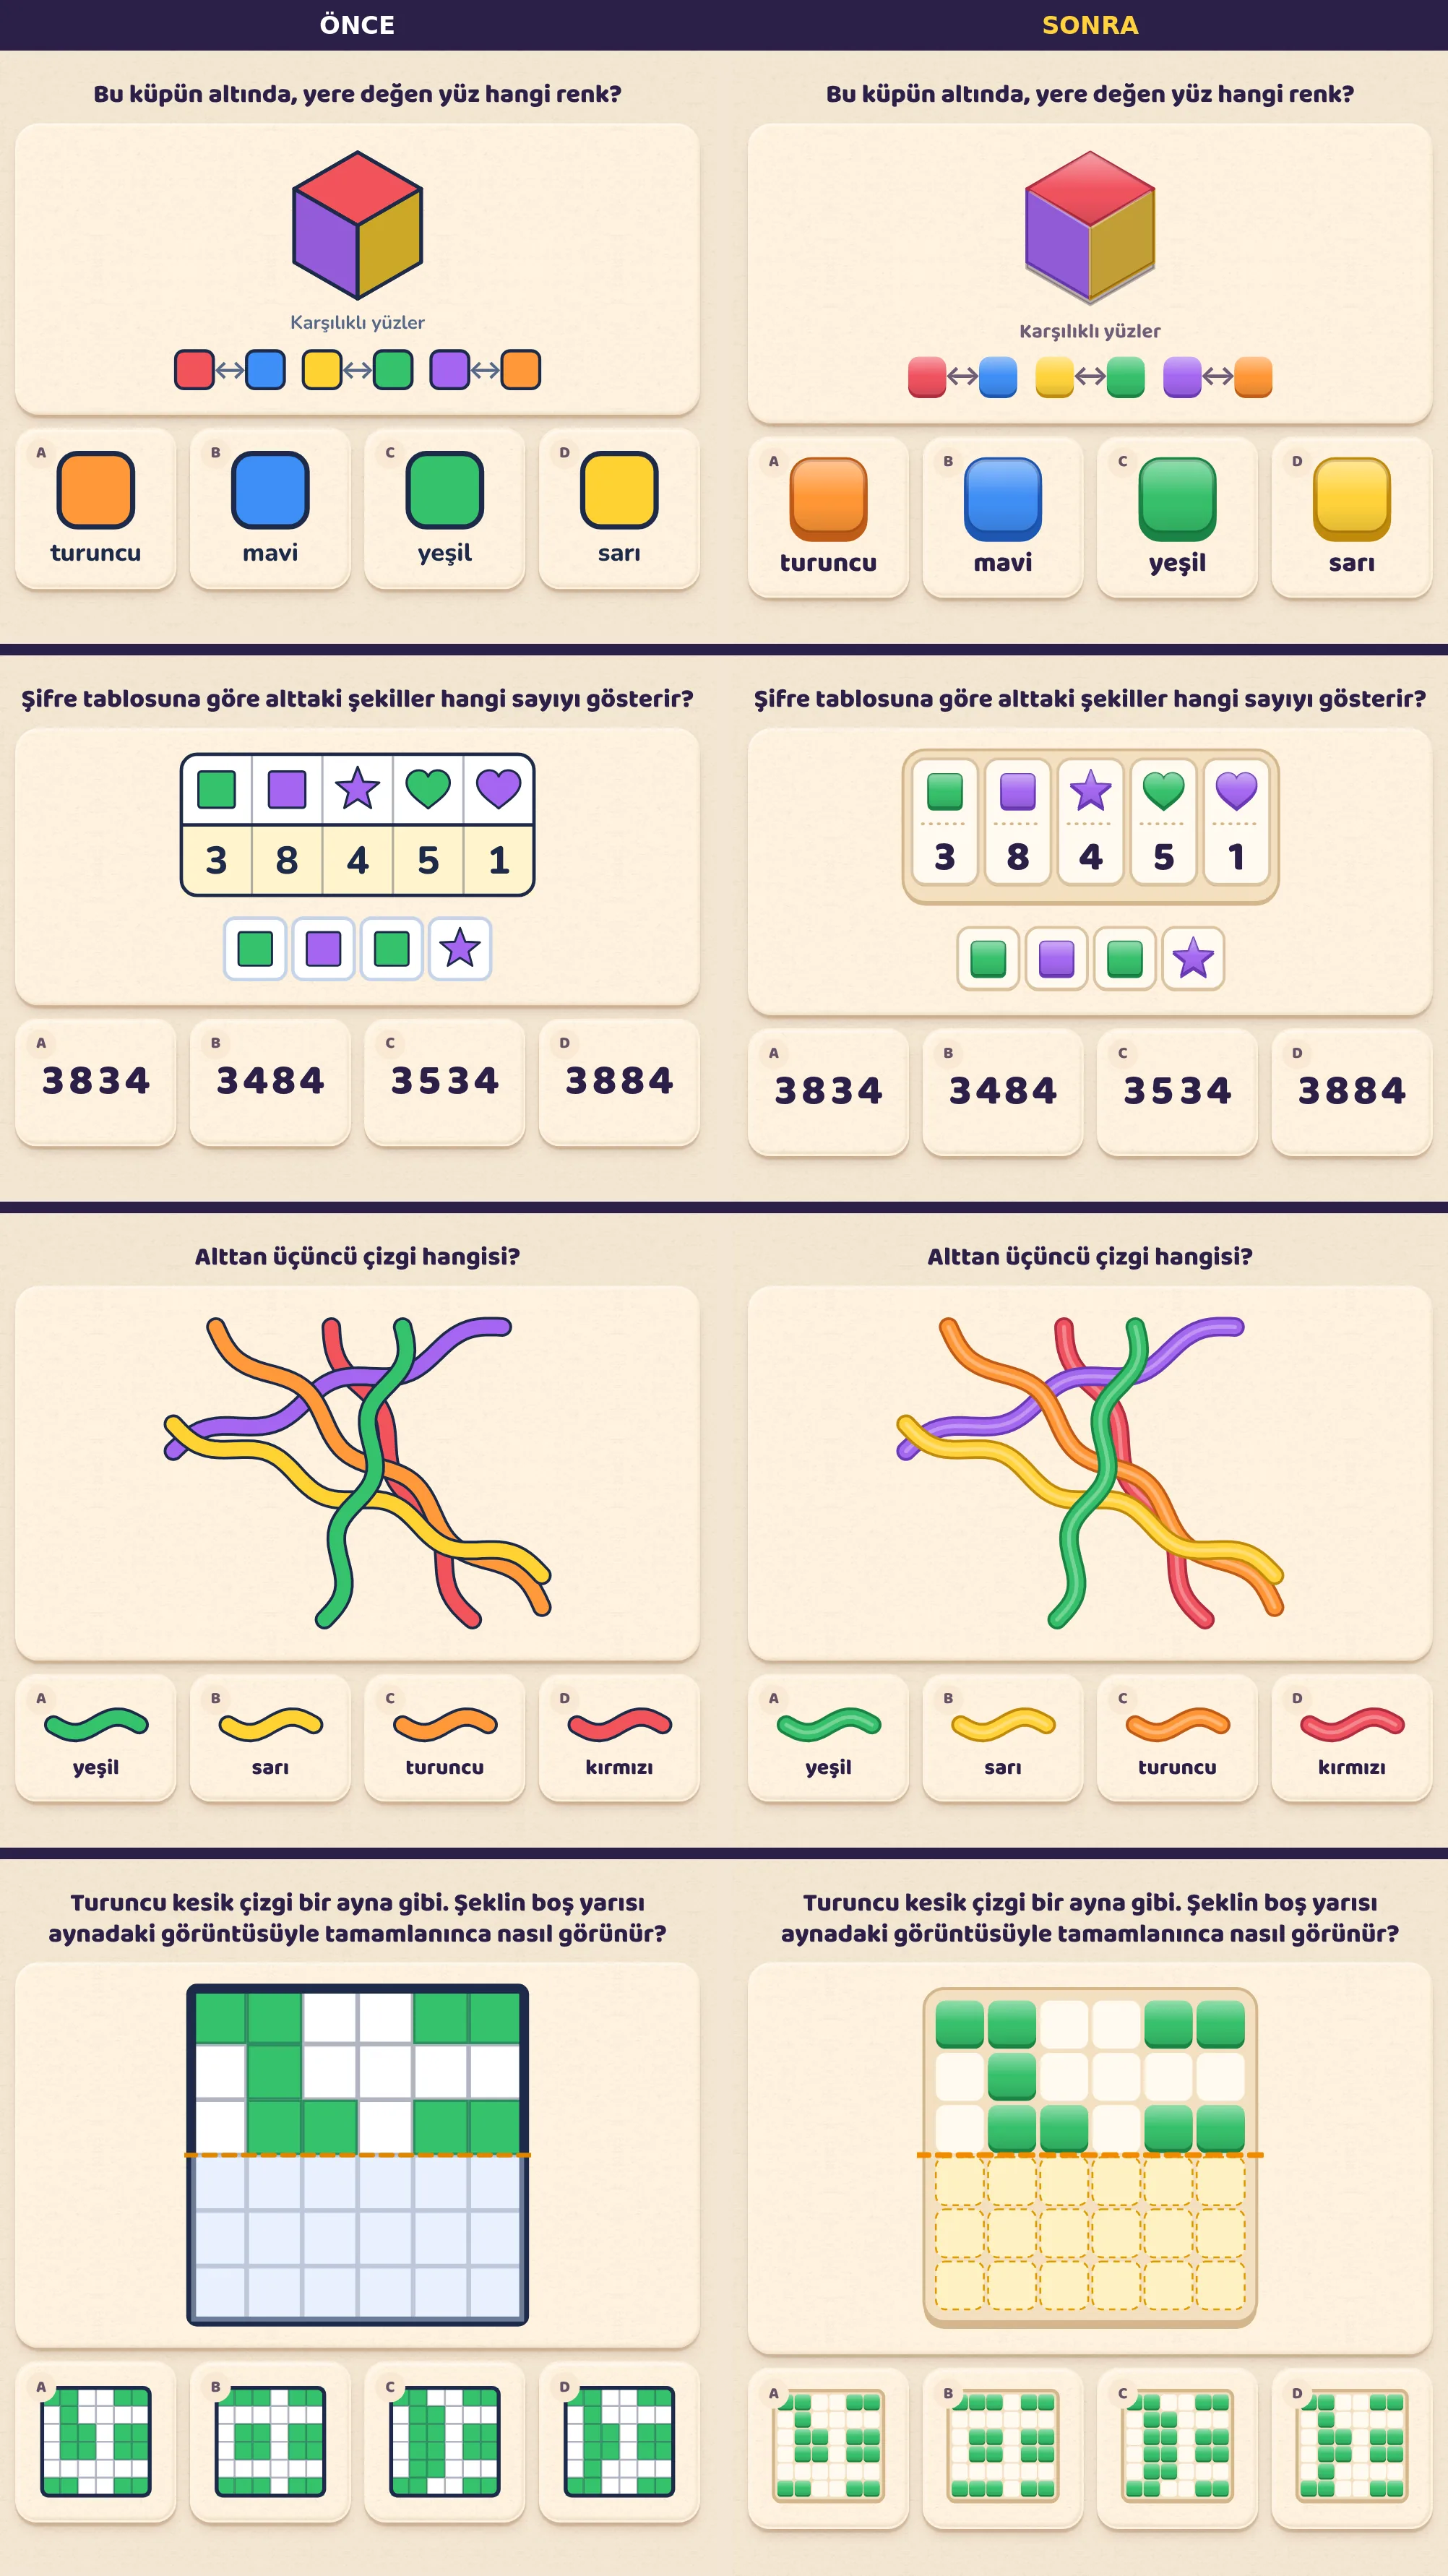 ÖNCE
SONRA
Bu küpün altında, yere değen yüz hangi renk?
Karşılıklı yüzler
A
B
C
D
turuncu
mavi
yeşil
sarı
Bu küpün altında, yere değen yüz hangi renk?
Karşılıklı yüzler
A
B
C
D
turuncu
mavi
yeşil
sarı
Şifre tablosuna göre alttaki şekiller hangi sayıyı gösterir?
3 8 4 5 1
A
B
C
D
3834
3484
3534
3884
Şifre tablosuna göre alttaki şekiller hangi sayıyı gösterir?
3 8 4 5 1
A
B
C
D
3834
3484
3534
3884
Alttan üçüncü çizgi hangisi?
A
B
C
D
yeşil
sarı
turuncu
kırmızı
Alttan üçüncü çizgi hangisi?
A
B
C
D
yeşil
sarı
turuncu
kırmızı
Turuncu kesik çizgi bir ayna gibi. Şeklin boş yarısı
aynadaki görüntüsüyle tamamlanınca nasıl görünür?
A
B
C
D
Turuncu kesik çizgi bir ayna gibi. Şeklin boş yarısı
aynadaki görüntüsüyle tamamlanınca nasıl görünür?
A
B
C
D